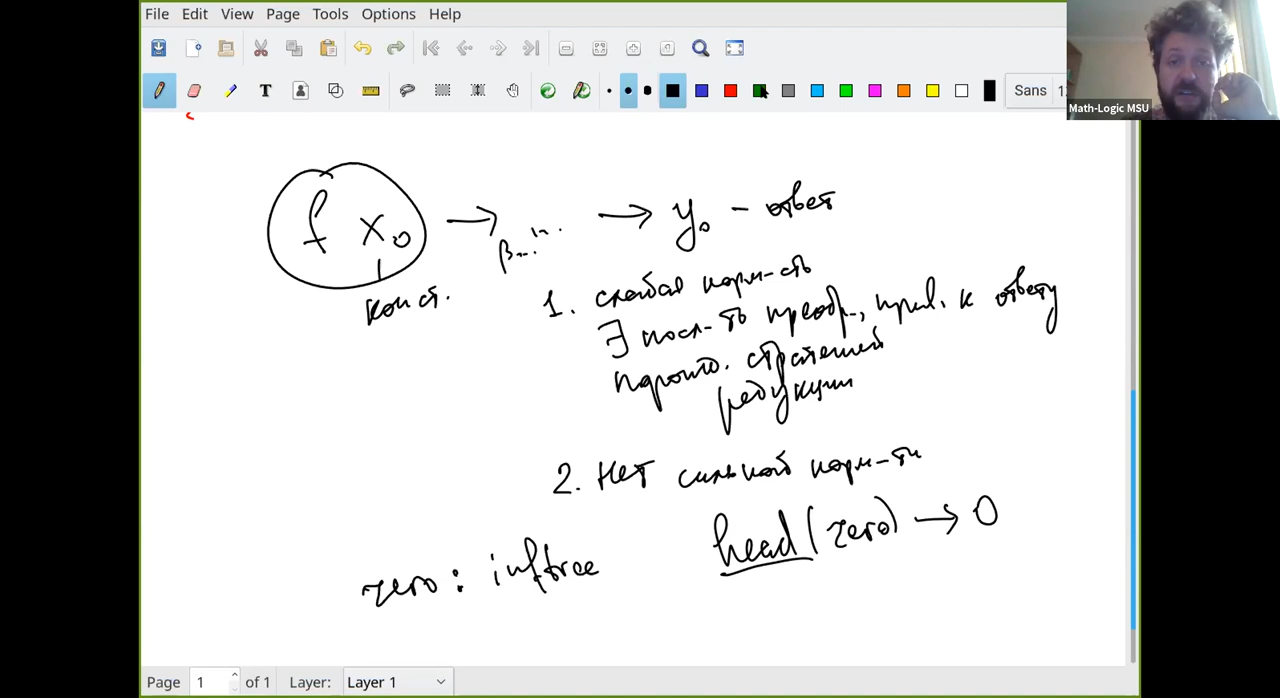 File Edit View Page Tools Options Help
T
Sans 1
Math-Logic MSU
f x₀ → → y₀ – ответ
β
конст.
1. слабая норм-сть
∃ посл-ть преобр., прив. к ответу
стратегией
редукции
2. Нет сильной норм-ти
head (zero) → 0
zero : inftree
Page 1 of 1 Layer: Layer 1